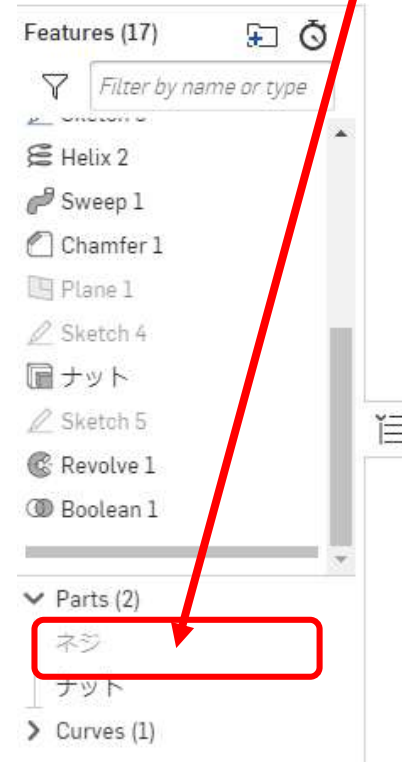 Features (17)
Filter by name or type
Helix 2
Sweep 1
Chamfer 1
Plane 1
Sketch 4
ナット
Sketch 5
Revolve 1
Boolean 1
Parts (2)
ネジ
ナット
Curves (1)